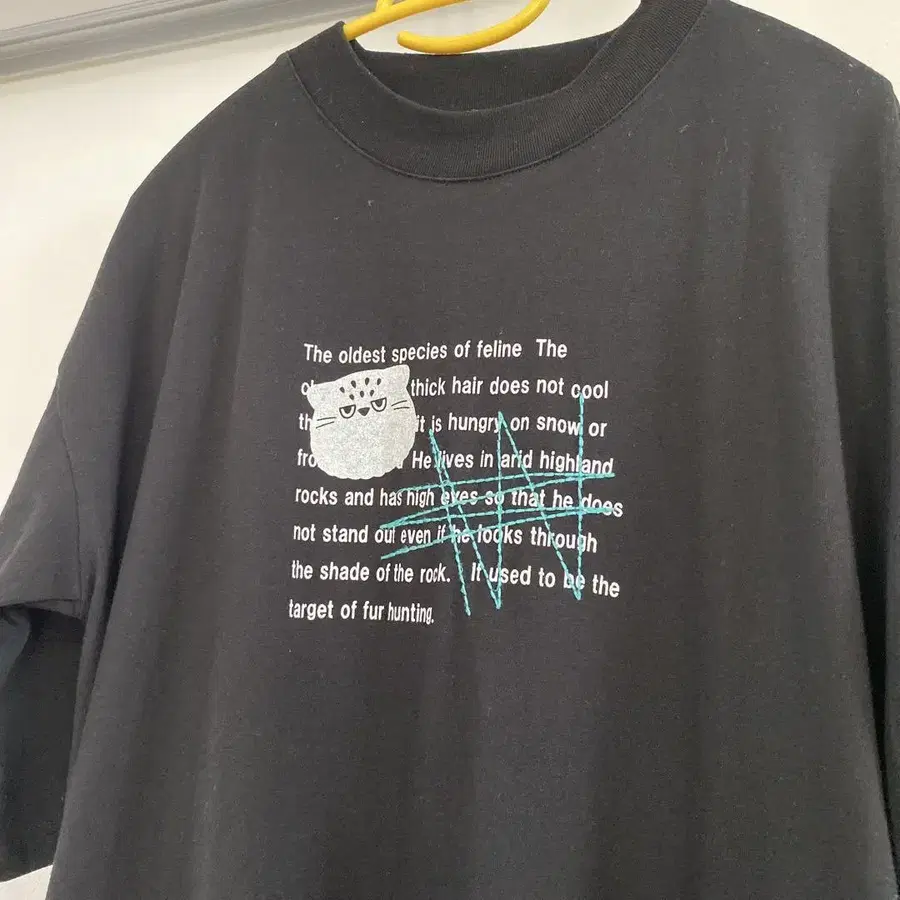 The oldest species of feline The
thick hair does not cool
it is hungry on snow or
He lives in arid highland
rocks and has high eyes so that he does
not stand out even if he looks through
the shade of the rock. It used to be the
target of fur hunting.